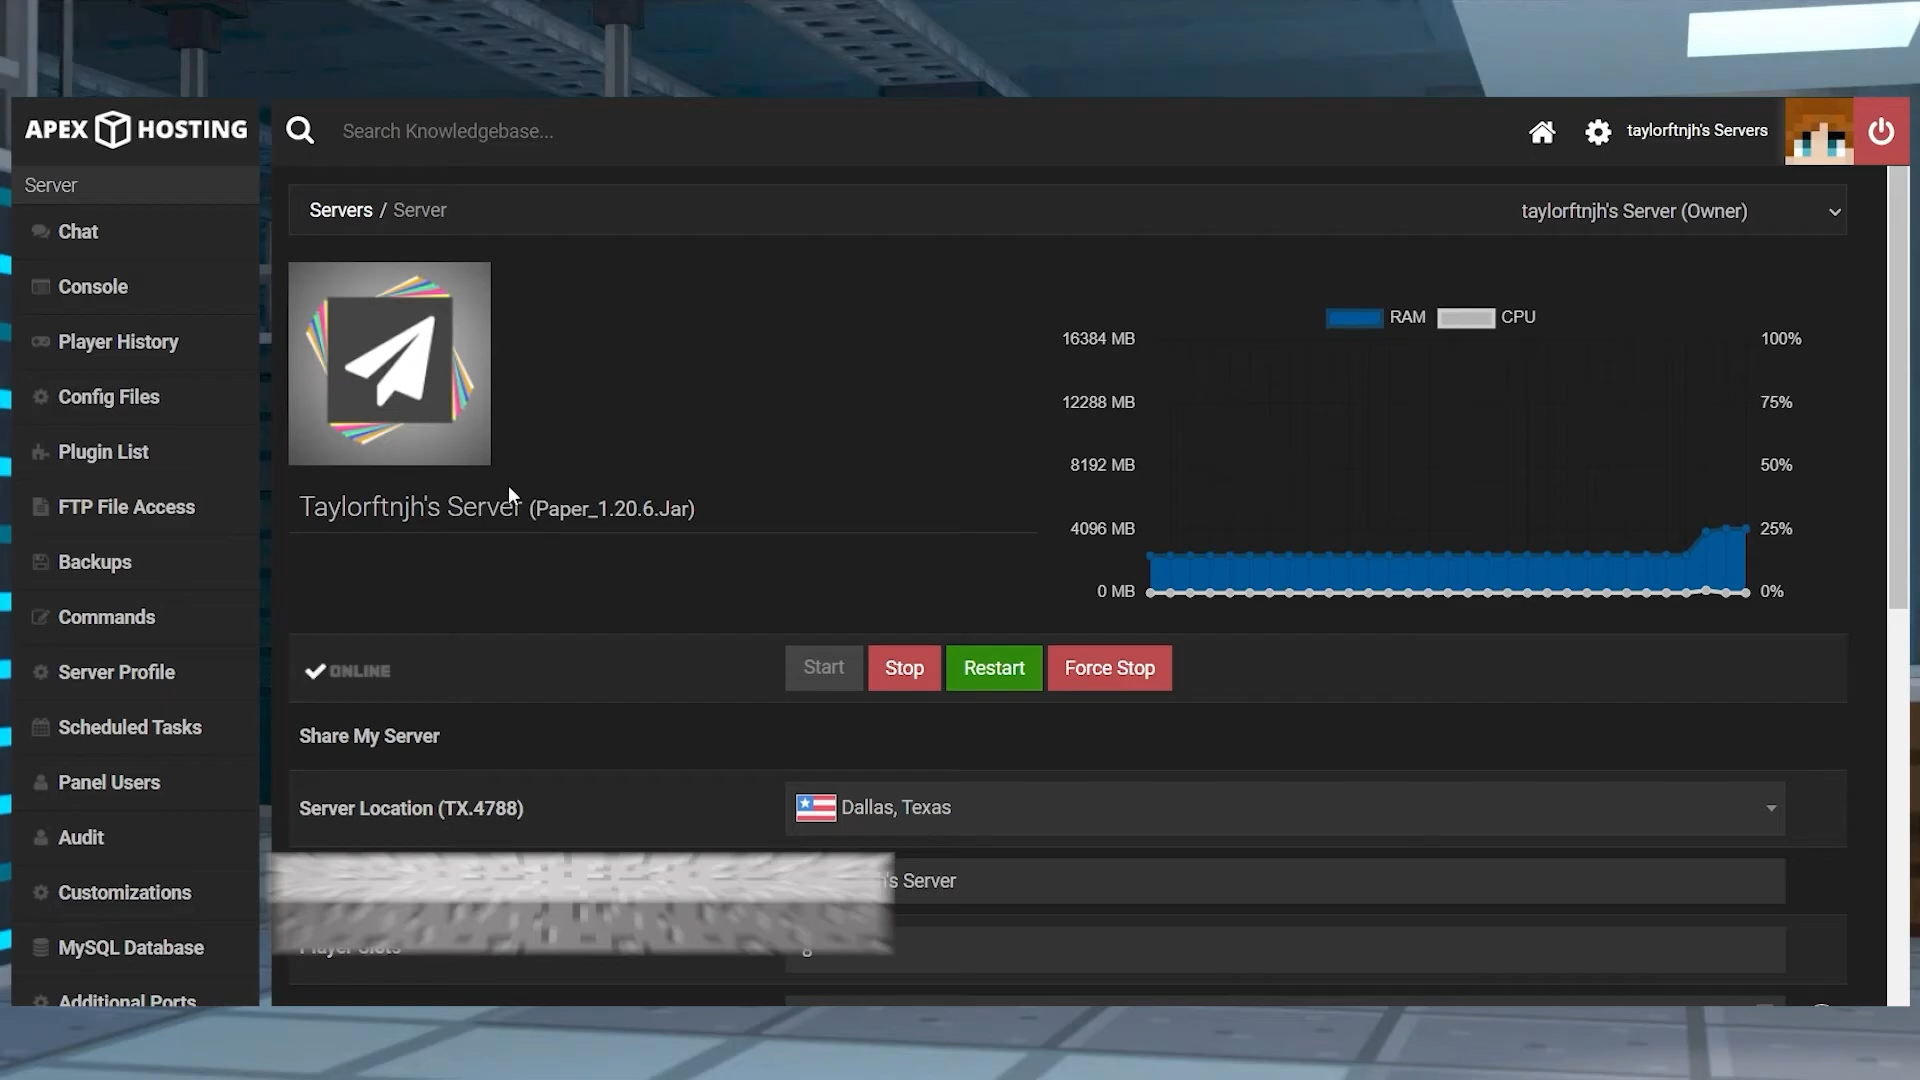 APEX HOSTING
Search Knowledgebase...
taylorftnjh's Servers
Server
Chat
Console
Player History
Config Files
Plugin List
FTP File Access
Backups
Commands
Server Profile
Scheduled Tasks
Panel Users
Audit
Customizations
MySQL Database
Additional Ports
Servers / Server
taylorftnjh's Server (Owner)
RAM
CPU
16384 MB
12288 MB
8192 MB
4096 MB
0 MB
100%
75%
50%
25%
0%
Taylorftnjh's Server (Paper_1.20.6.Jar)
ONLINE
Start
Stop
Restart
Force Stop
Share My Server
Server Location (TX.4788)
Dallas, Texas
's Server
Player Slots